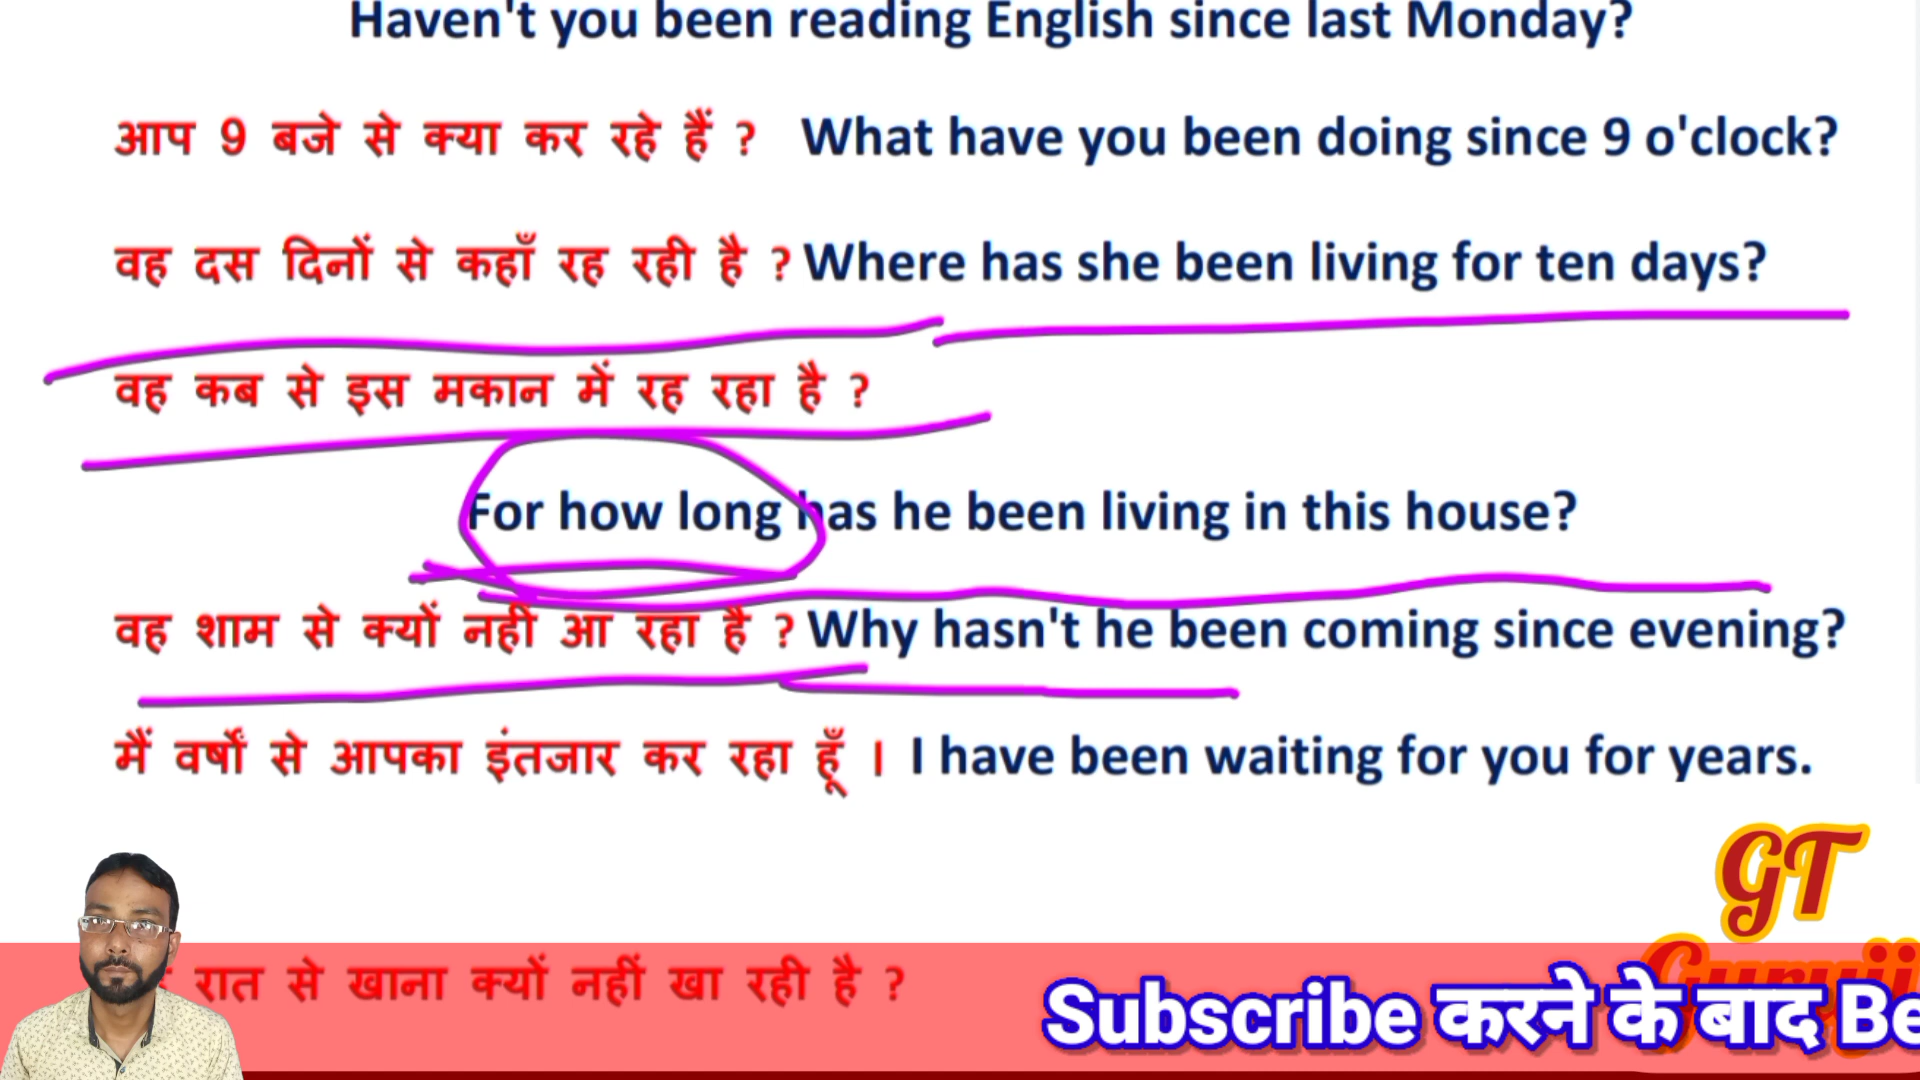 Haven't you been reading English since last Monday?
आप 9 बजे से क्या कर रहे हैं ? What have you been doing since 9 o'clock?
वह दस दिनों से कहाँ रह रही है ? Where has she been living for ten days?
वह कब से इस मकान में रह रहा है ?
For how long has he been living in this house?
वह शाम से क्यों नहीं आ रहा है ? Why hasn't he been coming since evening?
मैं वर्षों से आपका इंतजार कर रहा हूँ । I have been waiting for you for years.
GT
Guruji
रात से खाना क्यों नहीं खा रही है ?
Subscribe करने के बाद Be